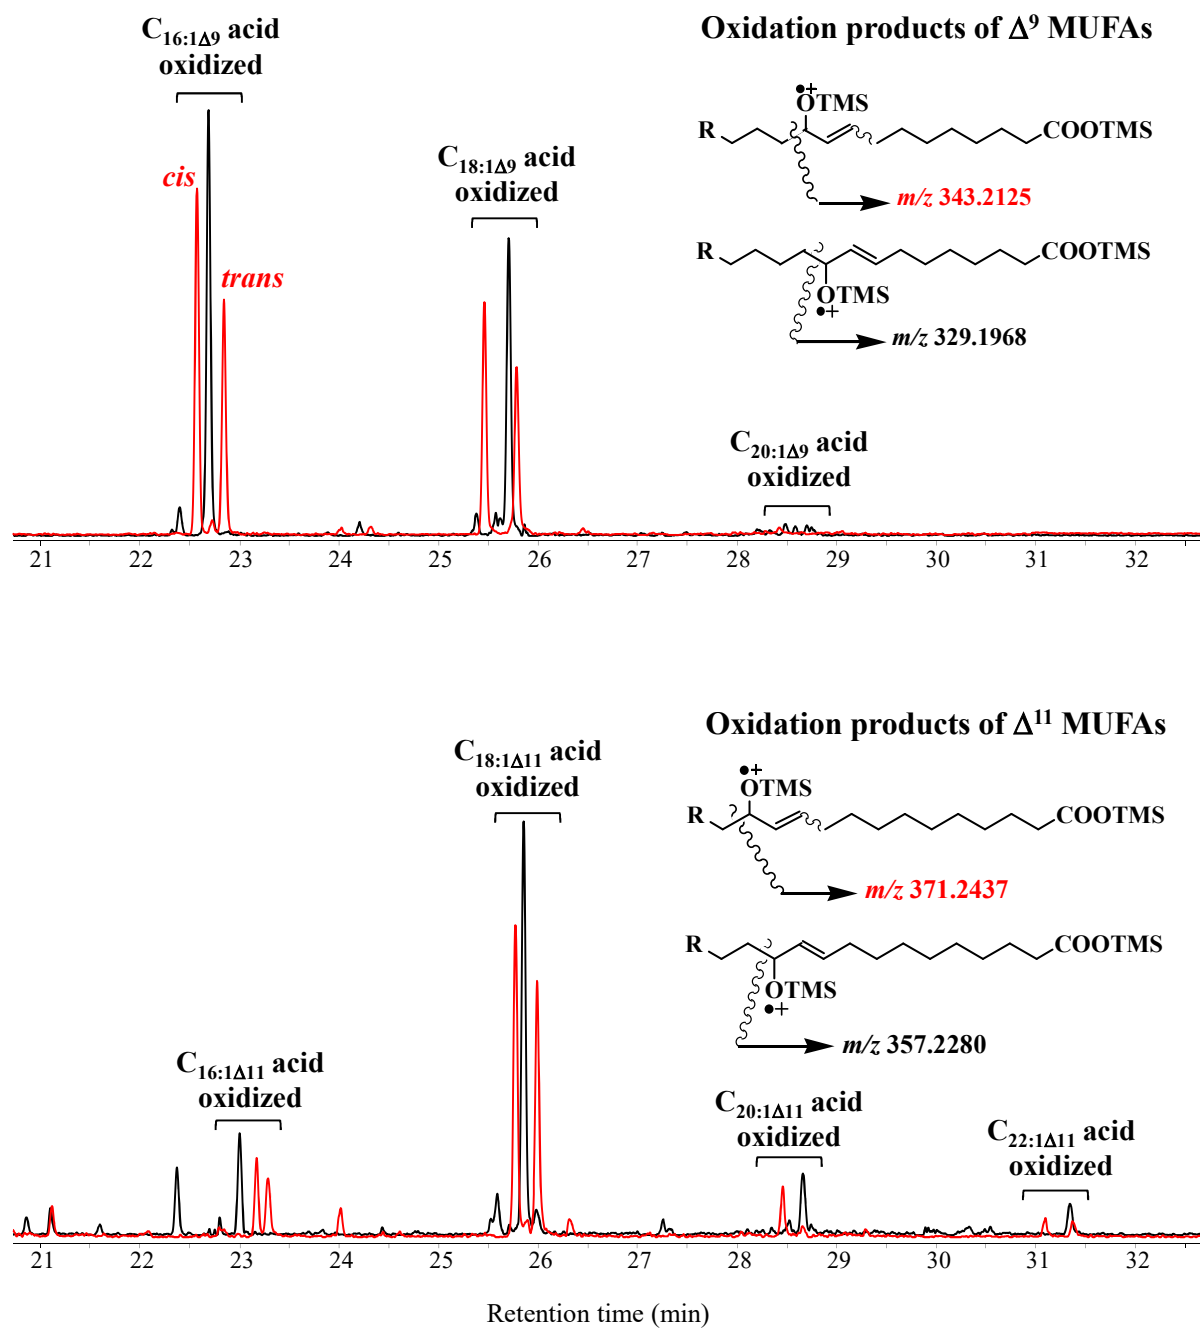 Oxidation products of Δ9 MUFAs
C16:1Δ9 acid
oxidized
cis
trans
C18:1Δ9 acid
oxidized
C20:1Δ9 acid
oxidized
•+
OTMS
R
COOTMS
m/z 343.2125
R
COOTMS
OTMS
•+
m/z 329.1968
21 22 23 24 25 26 27 28 29 30 31 32
Oxidation products of Δ11 MUFAs
C18:1Δ11 acid
oxidized
•+
OTMS
R
COOTMS
m/z 371.2437
R
COOTMS
OTMS
•+
m/z 357.2280
C16:1Δ11 acid
oxidized
C20:1Δ11 acid
oxidized
C22:1Δ11 acid
oxidized
21 22 23 24 25 26 27 28 29 30 31 32
Retention time (min)